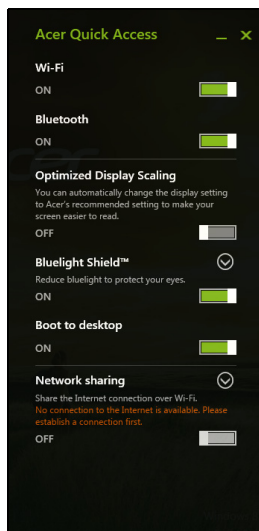 Acer Quick Access
Wi-Fi
ON
Bluetooth
ON
Optimized Display Scaling
You can automatically change the display setting
to Acer's recommended setting to make your
screen easier to read.
OFF
Bluelight Shield™
Reduce bluelight to protect your eyes.
ON
Boot to desktop
ON
Network sharing
Share the Internet connection over Wi-Fi.
No connection to the Internet is available. Please
establish a connection first.
OFF